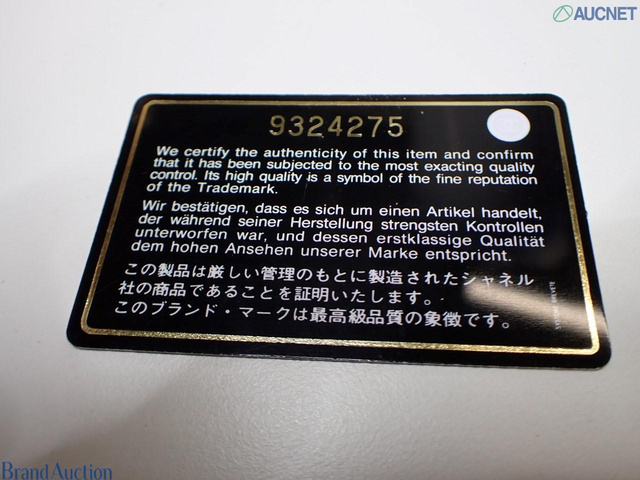 AUCNET
9324275
We certify the authenticity of this item and confirm
that it has been subjected to the most exacting quality
control. Its high quality is a symbol of the fine reputation
of the Trademark.
Wir bestätigen, dass es sich um einen Artikel handelt,
der während seiner Herstellung strengsten Kontrollen
unterworfen war, und dessen erstklassige Qualität
dem hohen Ansehen unserer Marke entspricht.
この製品は厳しい管理のもとに製造されたシャネル
社の商品であることを証明いたします。
このブランド・マークは最高級品質の象徴です。
Brand Auction